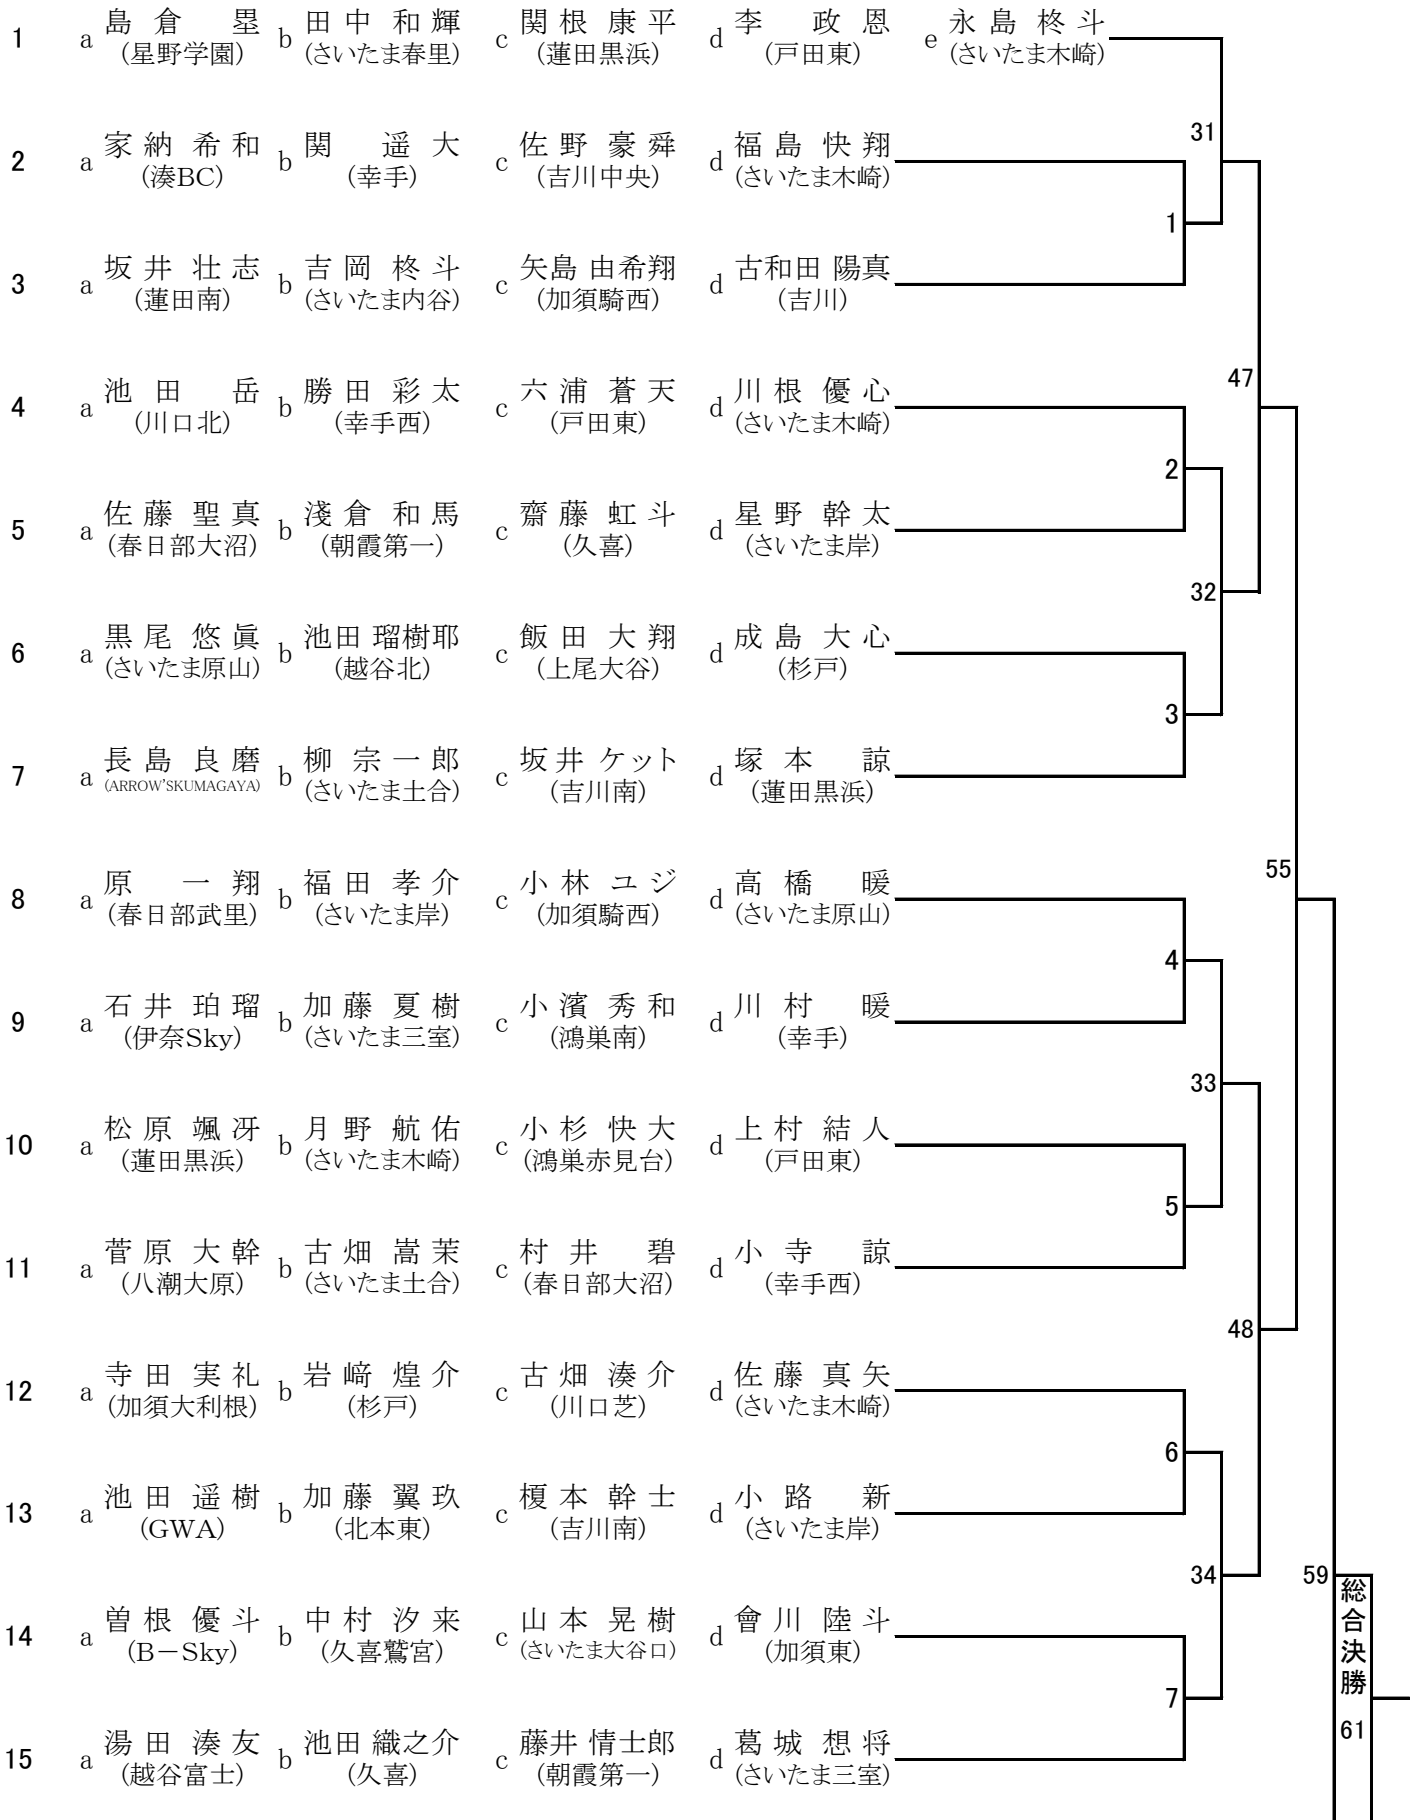 1 a 島倉 塁 b 田中和輝 c 関根康平 d 李 政恩 e 永島柊斗
(星野学園) (さいたま春里) (蓮田黒浜) (戸田東) (さいたま木崎)
31
2 a 家納希和 b 関 遥大 c 佐野豪舜 d 福島快翔
(湊BC) (幸手) (吉川中央) (さいたま木崎)
1
3 a 坂井壮志 b 吉岡柊斗 c 矢島由希翔 d 古和田陽真
(蓮田南) (さいたま内谷) (加須騎西) (吉川)
47
4 a 池田 岳 b 勝田彩太 c 六浦蒼天 d 川根優心
(川口北) (幸手西) (戸田東) (さいたま木崎)
2
5 a 佐藤聖真 b 淺倉和馬 c 齋藤虹斗 d 星野幹太
(春日部大沼) (朝霞第一) (久喜) (さいたま岸)
32
6 a 黒尾悠眞 b 池田瑠樹耶 c 飯田大翔 d 成島大心
(さいたま原山) (越谷北) (上尾大谷) (杉戸)
3
7 a 長島良磨 b 柳宗一郎 c 坂井ケット d 塚本 諒
(ARROW'SKUMAGAYA) (さいたま土合) (吉川南) (蓮田黒浜)
55
8 a 原 一翔 b 福田孝介 c 小林ユジ d 高橋 暖
(春日部武里) (さいたま岸) (加須騎西) (さいたま原山)
4
9 a 石井珀瑠 b 加藤夏樹 c 小濱秀和 d 川村 暖
(伊奈Sky) (さいたま三室) (鴻巣南) (幸手)
33
10 a 松原颯冴 b 月野航佑 c 小杉快大 d 上村結人
(蓮田黒浜) (さいたま木崎) (鴻巣赤見台) (戸田東)
5
11 a 菅原大幹 b 古畑嵩茉 c 村井 碧 d 小寺 諒
(八潮大原) (さいたま土合) (春日部大沼) (幸手西)
48
12 a 寺田実礼 b 岩﨑煌介 c 古畑湊介 d 佐藤真矢
(加須大利根) (杉戸) (川口芝) (さいたま木崎)
6
13 a 池田遥樹 b 加藤翼玖 c 榎本幹士 d 小路 新
(GWA) (北本東) (吉川南) (さいたま岸)
34
59
総合決勝
14 a 曽根優斗 b 中村汐来 c 山本晃樹 d 會川陸斗
(B－Sky) (久喜鷲宮) (さいたま大谷口) (加須東)
7
61
15 a 湯田湊友 b 池田織之介 c 藤井情士郎 d 葛城想将
(越谷富士) (久喜) (朝霞第一) (さいたま三室)